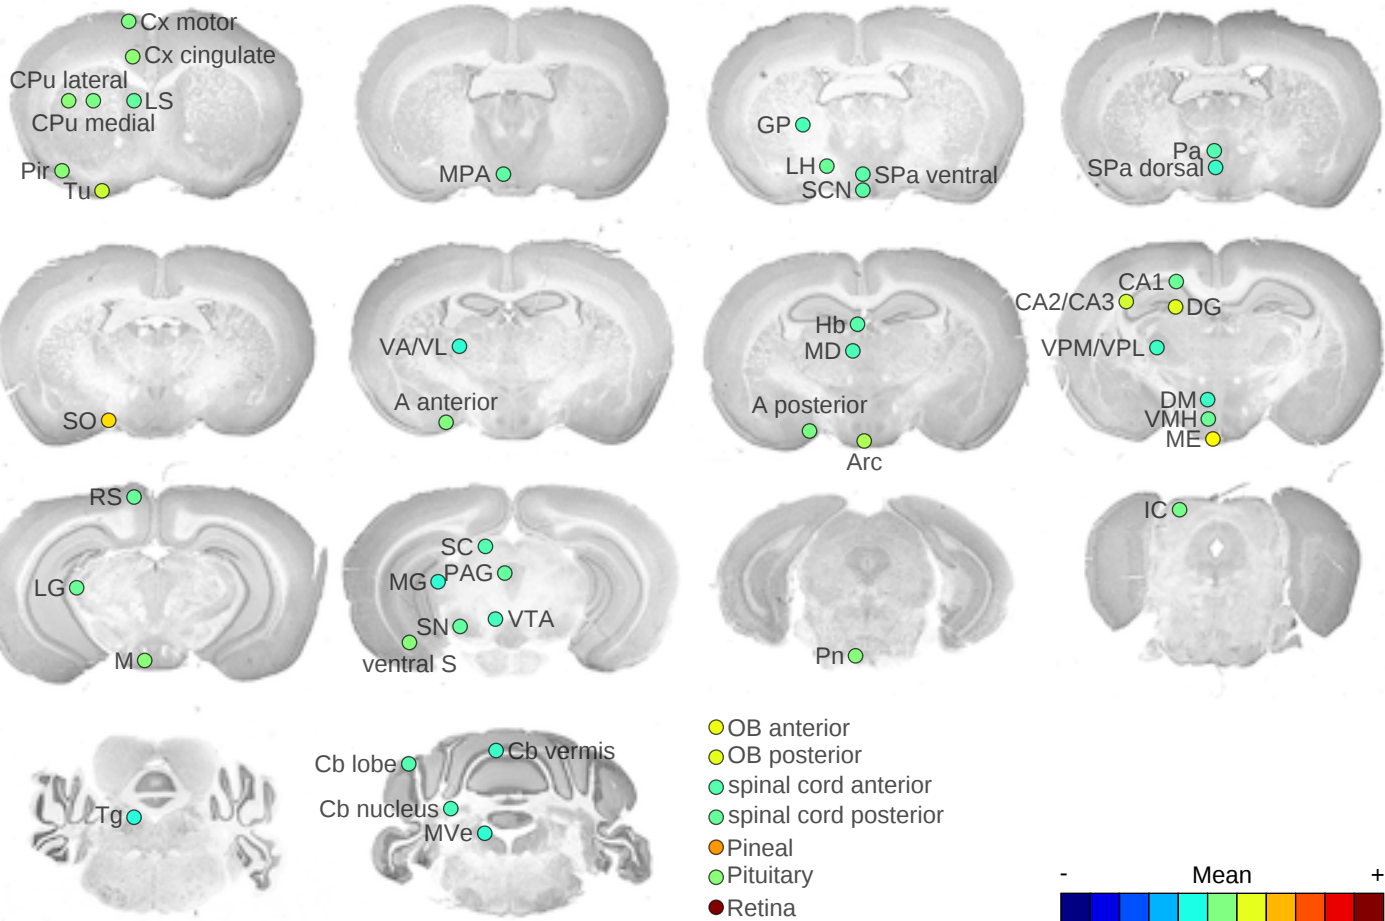 Cx motor
Cx cingulate
CPu lateral
LS
CPu medial
Pir
Tu
MPA
GP
LH
SPa ventral
SCN
Pa
SPa dorsal
SO
VA/VL
A anterior
Hb
MD
A posterior
Arc
CA1
CA2/CA3
DG
VPM/VPL
DM
VMH
ME
RS
LG
M
SC
PAG
MG
VTA
SN
ventral S
Pn
IC
Tg
Cb vermis
Cb lobe
Cb nucleus
MVe
OB anterior
OB posterior
spinal cord anterior
spinal cord posterior
Pineal
Pituitary
Retina
- Mean +